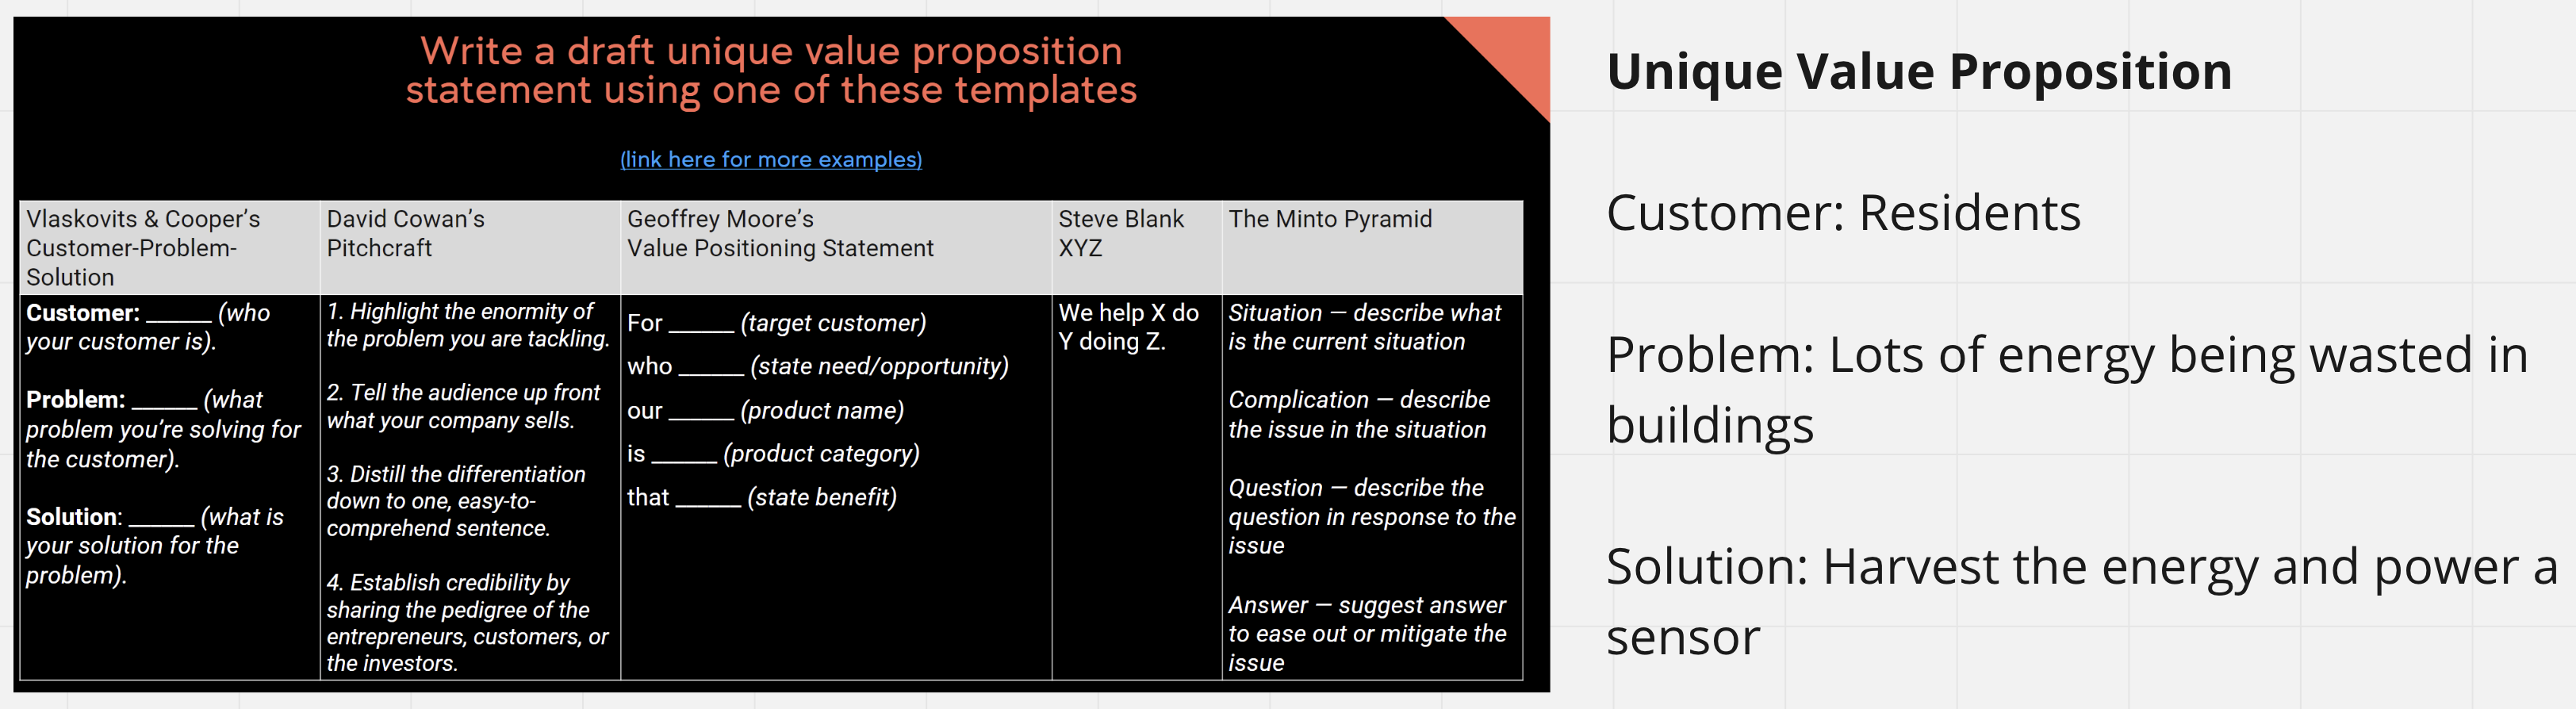 Write a draft unique value proposition
statement using one of these templates
(link here for more examples)
Vlaskovits & Cooper's
Customer-Problem-
Solution
Customer: _____ (who
your customer is).
Problem: _____ (what
problem you're solving for
the customer).
Solution: _____ (what is
your solution for the
problem).
David Cowan's
Pitchcraft
1. Highlight the enormity of
the problem you are tackling.
2. Tell the audience up front
what your company sells.
3. Distill the differentiation
down to one, easy-to-
comprehend sentence.
4. Establish credibility by
sharing the pedigree of the
entrepreneurs, customers, or
the investors.
Geoffrey Moore's
Value Positioning Statement
For _____ (target customer)
who _____ (state need/opportunity)
our _____ (product name)
is _____ (product category)
that _____ (state benefit)
Steve Blank
XYZ
We help X do
Y doing Z.
The Minto Pyramid
Situation — describe what
is the current situation
Complication — describe
the issue in the situation
Question — describe the
question in response to the
issue
Answer — suggest answer
to ease out or mitigate the
issue
Unique Value Proposition
Customer: Residents
Problem: Lots of energy being wasted in
buildings
Solution: Harvest the energy and power a
sensor